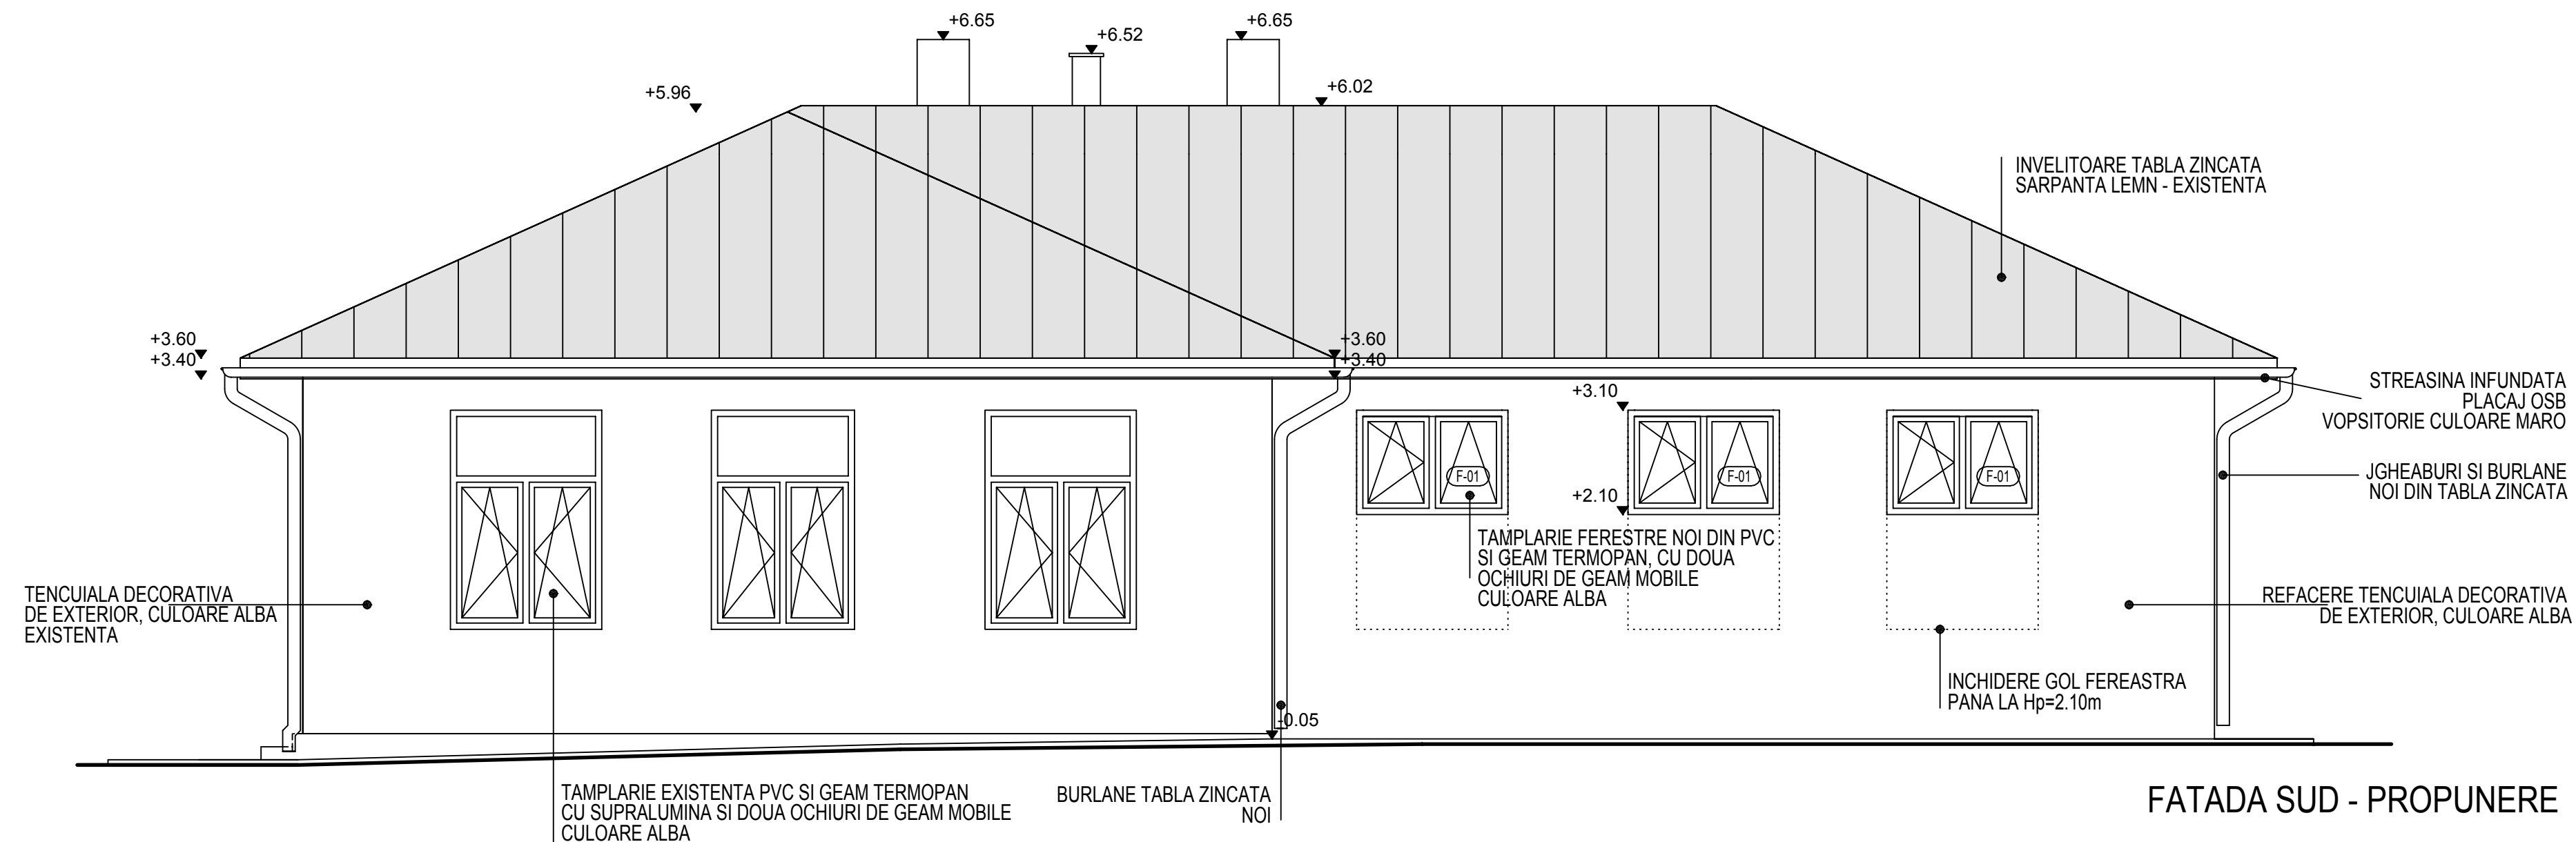 +6.65
+6.52
+6.65
+5.96
+6.02
INVELITOARE TABLA ZINCATA
SARPANTA LEMN - EXISTENTA
+3.60
+3.40
+3.60
+3.40
STREASINA INFUNDATA
PLACAJ OSB
VOPSITORIE CULOARE MARO
+3.10
F-01
F-01
F-01
JGHEABURI SI BURLANE
NOI DIN TABLA ZINCATA
+2.10
TAMPLARIE FERESTRE NOI DIN PVC
SI GEAM TERMOPAN, CU DOUA
OCHIURI DE GEAM MOBILE
CULOARE ALBA
TENCUIALA DECORATIVA
DE EXTERIOR, CULOARE ALBA
EXISTENTA
REFACERE TENCUIALA DECORATIVA
DE EXTERIOR, CULOARE ALBA
INCHIDERE GOL FEREASTRA
PANA LA Hp=2.10m
-0.05
TAMPLARIE EXISTENTA PVC SI GEAM TERMOPAN
CU SUPRALUMINA SI DOUA OCHIURI DE GEAM MOBILE
CULOARE ALBA
BURLANE TABLA ZINCATA
NOI
FATADA SUD - PROPUNERE